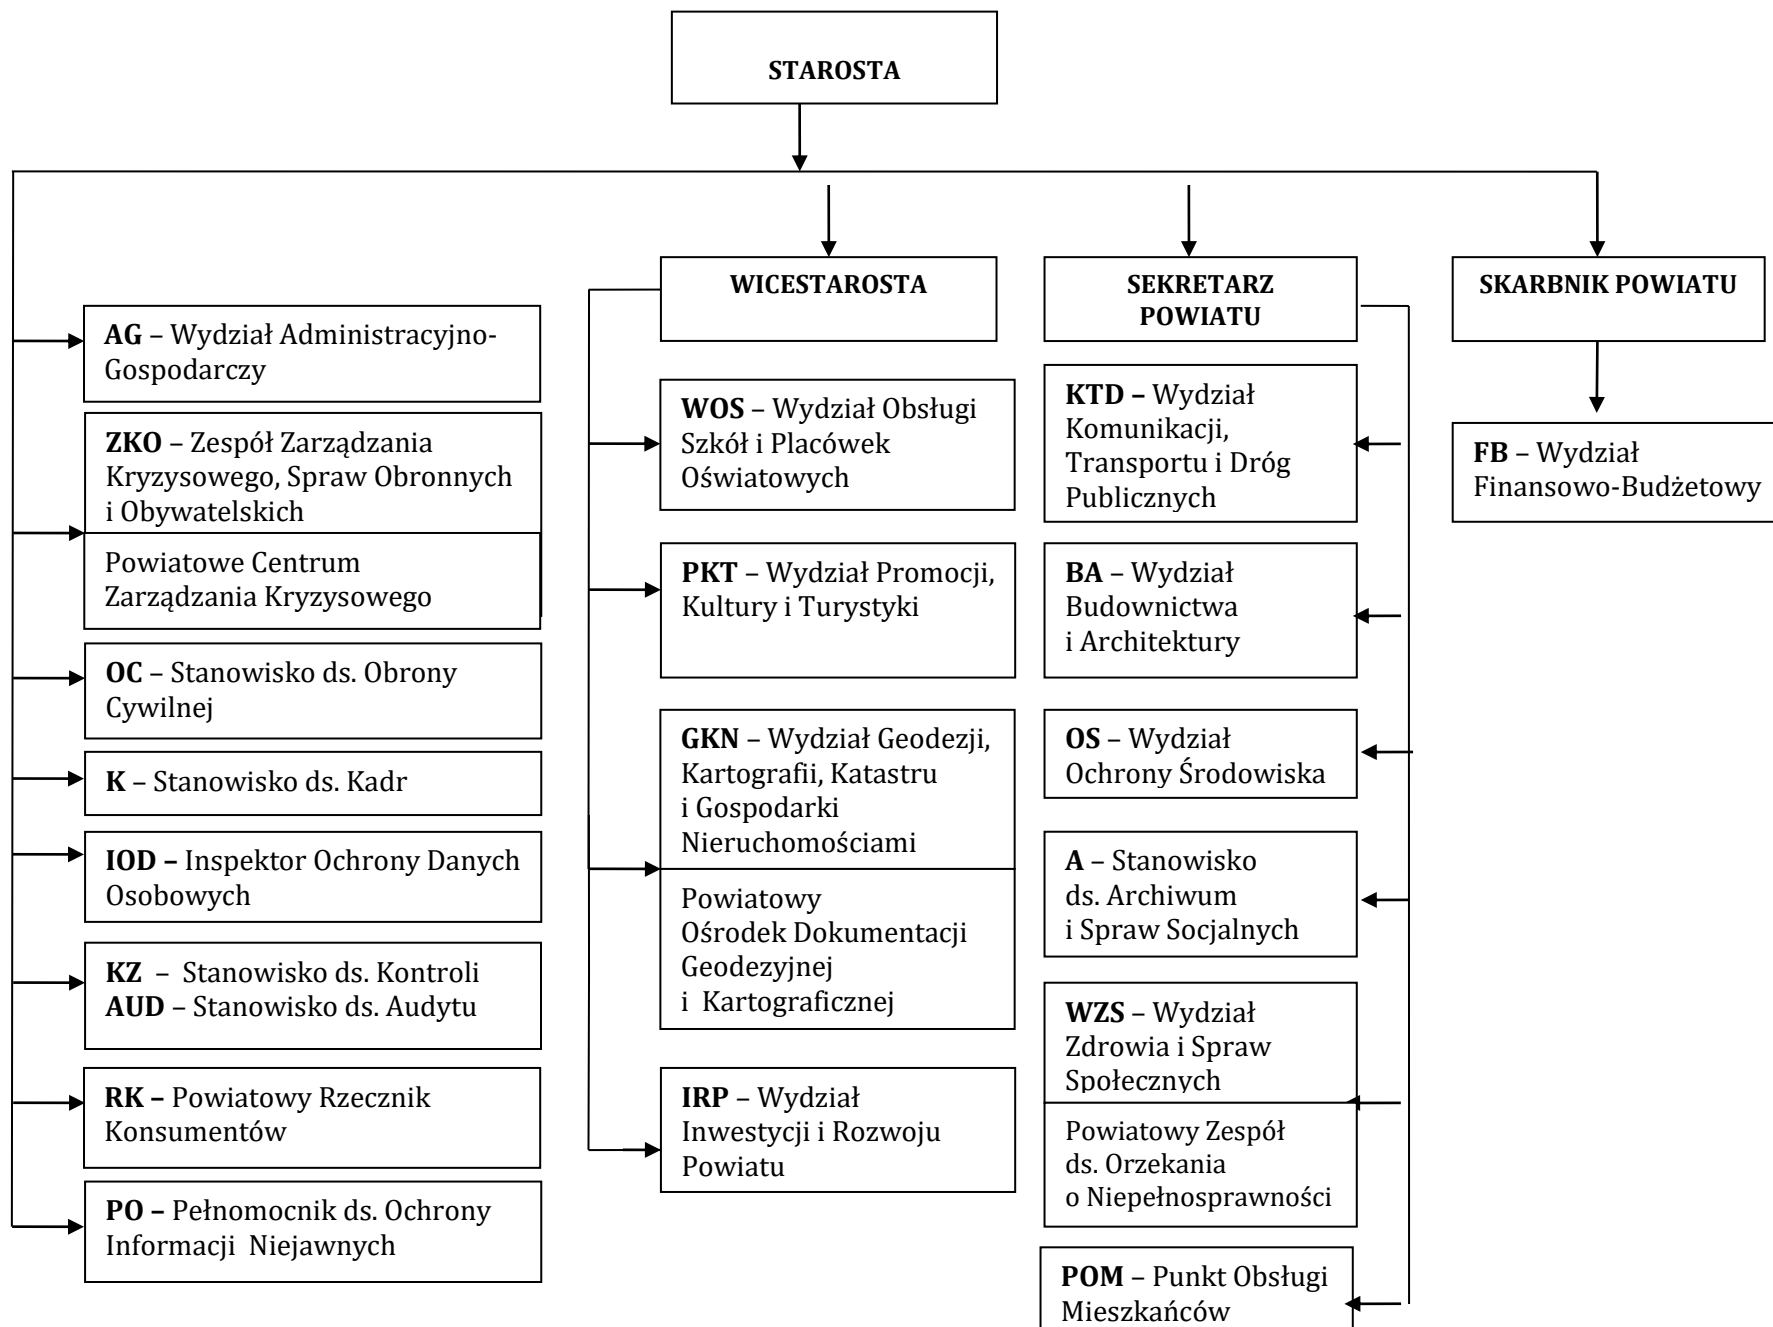 STAROSTA
WICESTAROSTA
SEKRETARZ
POWIATU
SKARBNIK POWIATU
AG – Wydział Administracyjno-
Gospodarczy
ZKO – Zespół Zarządzania
Kryzysowego, Spraw Obronnych
i Obywatelskich
Powiatowe Centrum
Zarządzania Kryzysowego
OC – Stanowisko ds. Obrony
Cywilnej
K – Stanowisko ds. Kadr
IOD – Inspektor Ochrony Danych
Osobowych
KZ – Stanowisko ds. Kontroli
AUD – Stanowisko ds. Audytu
RK – Powiatowy Rzecznik
Konsumentów
PO – Pełnomocnik ds. Ochrony
Informacji Niejawnych
WOS – Wydział Obsługi
Szkół i Placówek
Oświatowych
PKT – Wydział Promocji,
Kultury i Turystyki
GKN – Wydział Geodezji,
Kartografii, Katastru
i Gospodarki
Nieruchomościami
Powiatowy
Ośrodek Dokumentacji
Geodezyjnej
i Kartograficznej
IRP – Wydział
Inwestycji i Rozwoju
Powiatu
KTD – Wydział
Komunikacji,
Transportu i Dróg
Publicznych
BA – Wydział
Budownictwa
i Architektury
OS – Wydział
Ochrony Środowiska
A – Stanowisko
ds. Archiwum
i Spraw Socjalnych
WZS – Wydział
Zdrowia i Spraw
Społecznych
Powiatowy Zespół
ds. Orzekania
o Niepełnosprawności
POM – Punkt Obsługi
Mieszkańców
FB – Wydział
Finansowo-Budżetowy